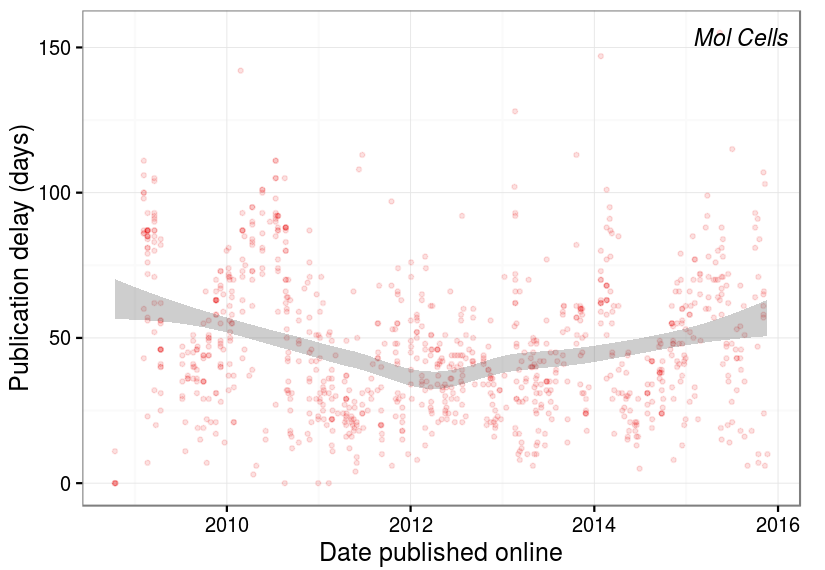 Mol Cells
Publication delay (days)
150
100
50
0
2010 2012 2014 2016
Date published online